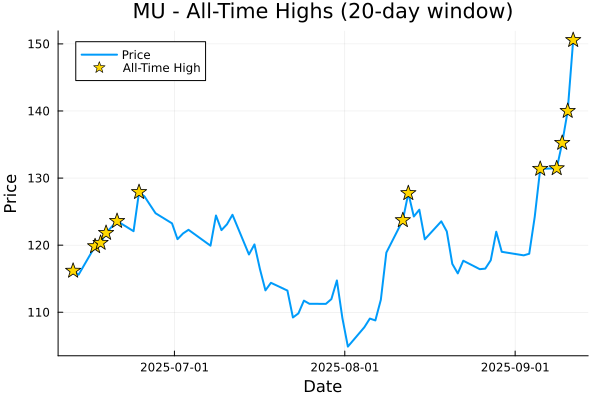 MU - All-Time Highs (20-day window)
Price
All-Time High
150
140
130
120
110
Price
2025-07-01
2025-08-01
2025-09-01
Date